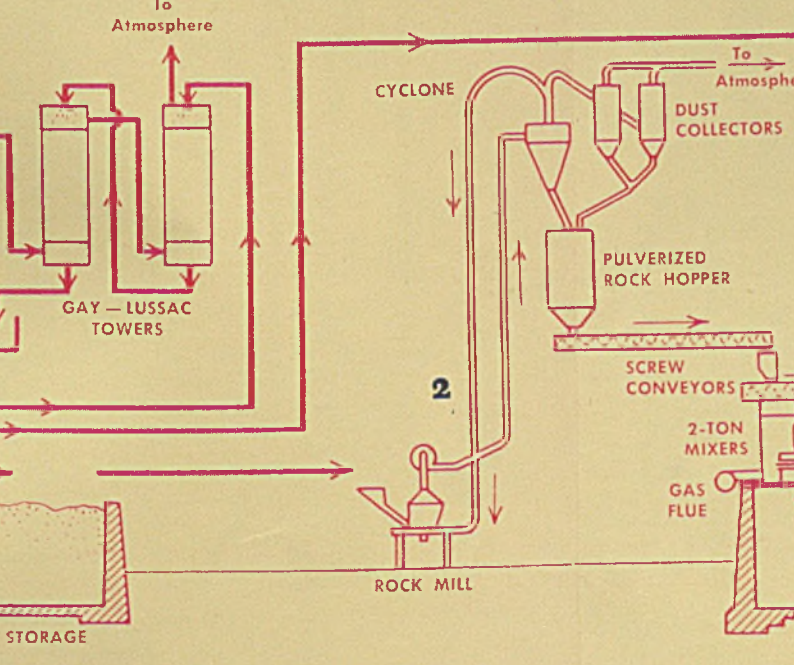 To
Atmosphere
CYCLONE
To
DUST
COLLECTORS
GAY – LUSSAC
TOWERS
PULVERIZED
ROCK HOPPER
SCREW
CONVEYORS
2
2-TON
MIXERS
GAS
FLUE
ROCK MILL
STORAGE